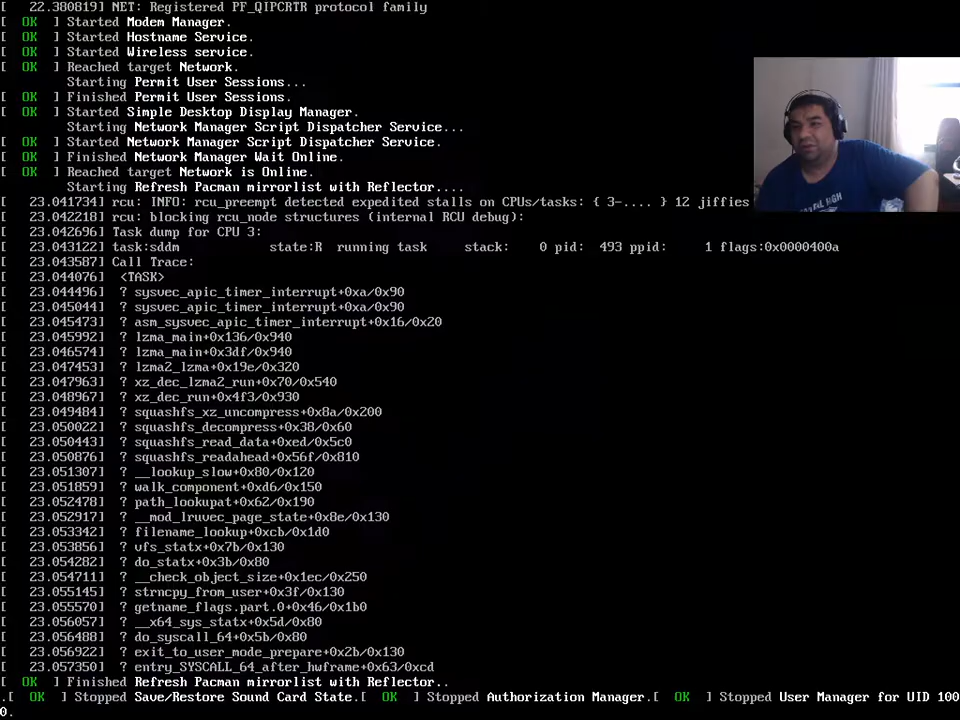 [   22.380819] NET: Registered PF_QIPCRTR protocol family
[  OK  ] Started Modem Manager.
[  OK  ] Started Hostname Service.
[  OK  ] Started Wireless service.
[  OK  ] Reached target Network.
Starting Permit User Sessions...
[  OK  ] Finished Permit User Sessions.
[  OK  ] Started Simple Desktop Display Manager.
Starting Network Manager Script Dispatcher Service...
[  OK  ] Started Network Manager Script Dispatcher Service.
[  OK  ] Finished Network Manager Wait Online.
[  OK  ] Reached target Network is Online.
Starting Refresh Pacman mirrorlist with Reflector....
[   23.041734] rcu: INFO: rcu_preempt detected expedited stalls on CPUs/tasks: { 3-.... } 12 jiffies
[   23.042218] rcu: blocking rcu_node structures (internal RCU debug):
[   23.042696] Task dump for CPU 3:
[   23.043122] task:sddm            state:R  running task     stack:    0 pid:  493 ppid:     1 flags:0x0000400a
[   23.043587] Call Trace:
[   23.044076]  <TASK>
[   23.044496]  ? sysvec_apic_timer_interrupt+0xa/0x90
[   23.045044]  ? sysvec_apic_timer_interrupt+0xa/0x90
[   23.045473]  ? asm_sysvec_apic_timer_interrupt+0x16/0x20
[   23.045992]  ? lzma_main+0x136/0x940
[   23.046574]  ? lzma_main+0x3df/0x940
[   23.047453]  ? lzma2_lzma+0x19e/0x320
[   23.047963]  ? xz_dec_lzma2_run+0x70/0x540
[   23.048967]  ? xz_dec_run+0x4f3/0x930
[   23.049484]  ? squashfs_xz_uncompress+0x8a/0x200
[   23.050022]  ? squashfs_decompress+0x38/0x60
[   23.050443]  ? squashfs_read_data+0xed/0x5c0
[   23.050876]  ? squashfs_readahead+0x56f/0x810
[   23.051307]  ? __lookup_slow+0x80/0x120
[   23.051859]  ? walk_component+0xd6/0x150
[   23.052478]  ? path_lookupat+0x62/0x190
[   23.052917]  ? __mod_lruvec_page_state+0x8e/0x130
[   23.053342]  ? filename_lookup+0xcb/0x1d0
[   23.053856]  ? vfs_statx+0x7b/0x130
[   23.054282]  ? do_statx+0x3b/0x80
[   23.054711]  ? __check_object_size+0x1ec/0x250
[   23.055145]  ? strncpy_from_user+0x3f/0x130
[   23.055570]  ? getname_flags.part.0+0x46/0x1b0
[   23.056057]  ? __x64_sys_statx+0x5d/0x80
[   23.056488]  ? do_syscall_64+0x5b/0x80
[   23.056922]  ? exit_to_user_mode_prepare+0x2b/0x130
[   23.057350]  ? entry_SYSCALL_64_after_hwframe+0x63/0xcd
[  OK  ] Finished Refresh Pacman mirrorlist with Reflector..
.[  OK  ] Stopped Save/Restore Sound Card State.[  OK  ] Stopped Authorization Manager.[  OK  ] Stopped User Manager for UID 100
0.